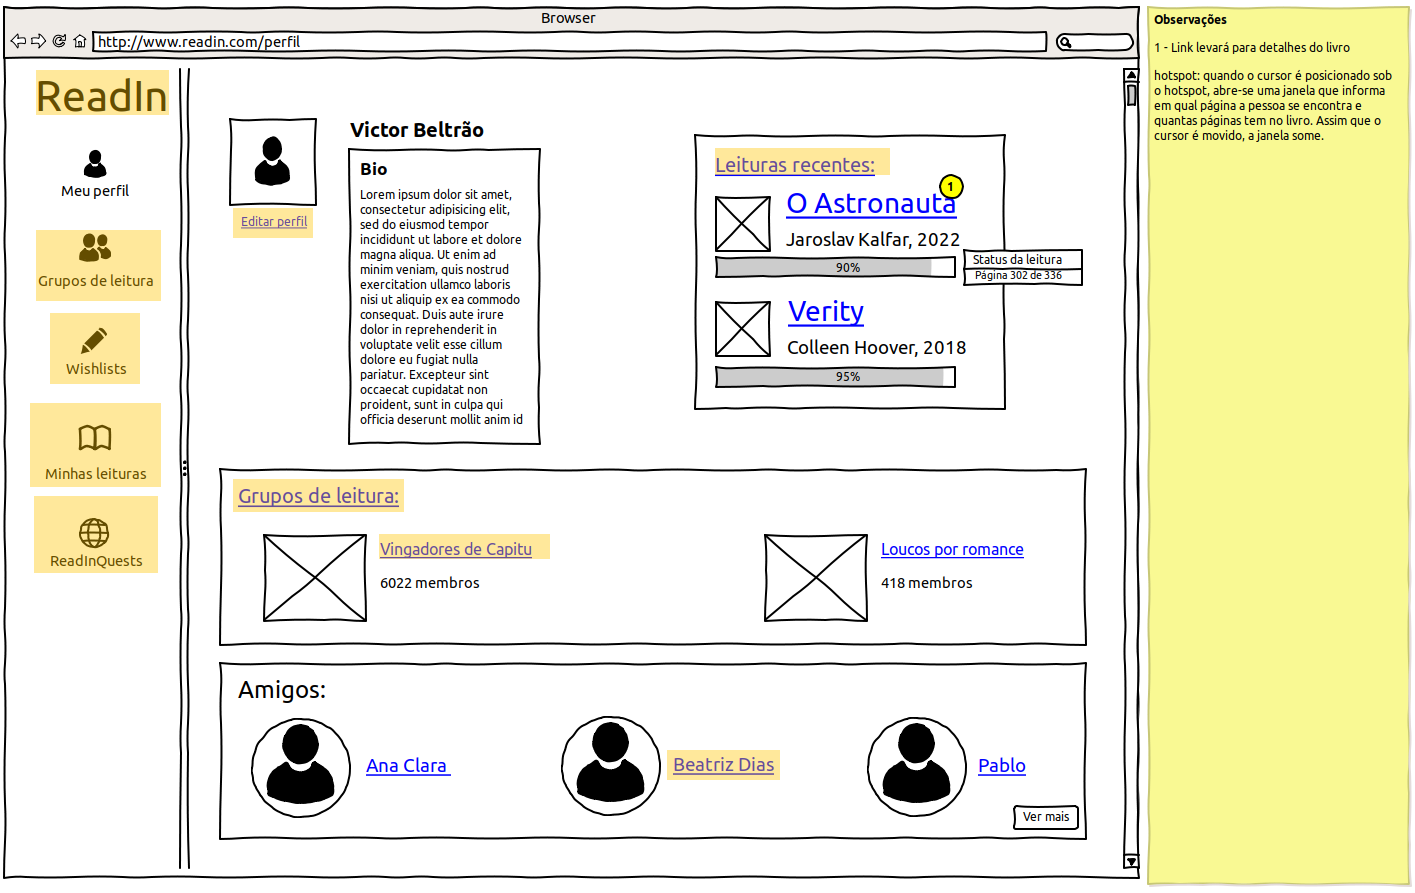 Browser
http://www.readin.com/perfil
ReadIn
Meu perfil
Grupos de leitura
Wishlists
Minhas leituras
ReadInQuests
Editar perfil
Victor Beltrão
Bio
Lorem ipsum dolor sit amet,
consectetur adipisicing elit,
sed do eiusmod tempor
incididunt ut labore et dolore
magna aliqua. Ut enim ad
minim veniam, quis nostrud
exercitation ullamco laboris
nisi ut aliquip ex ea commodo
consequat. Duis aute irure
dolor in reprehenderit in
voluptate velit esse cillum
dolore eu fugiat nulla
pariatur. Excepteur sint
occaecat cupidatat non
proident, sunt in culpa qui
officia deserunt mollit anim id
Leituras recentes:
1
O Astronauta
Jaroslav Kalfar, 2022
90%
Status da leitura
Página 302 de 336
Verity
Colleen Hoover, 2018
95%
Grupos de leitura:
Vingadores de Capitu
6022 membros
Loucos por romance
418 membros
Amigos:
Ana Clara
Beatriz Dias
Pablo
Ver mais
Observações
1 - Link levará para detalhes do livro
hotspot: quando o cursor é posicionado sob
o hotspot, abre-se uma janela que informa
em qual página a pessoa se encontra e
quantas páginas tem no livro. Assim que o
cursor é movido, a janela some.